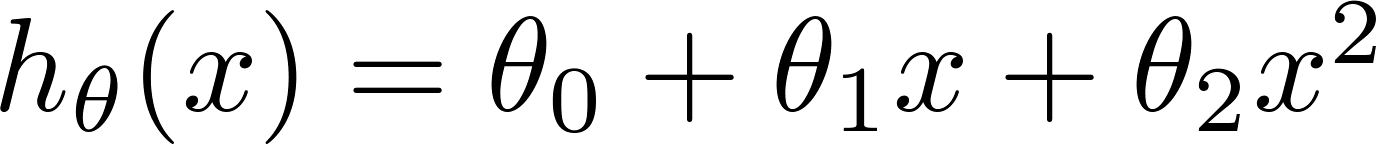 h_θ(x) = θ_0 + θ_1x + θ_2x^2